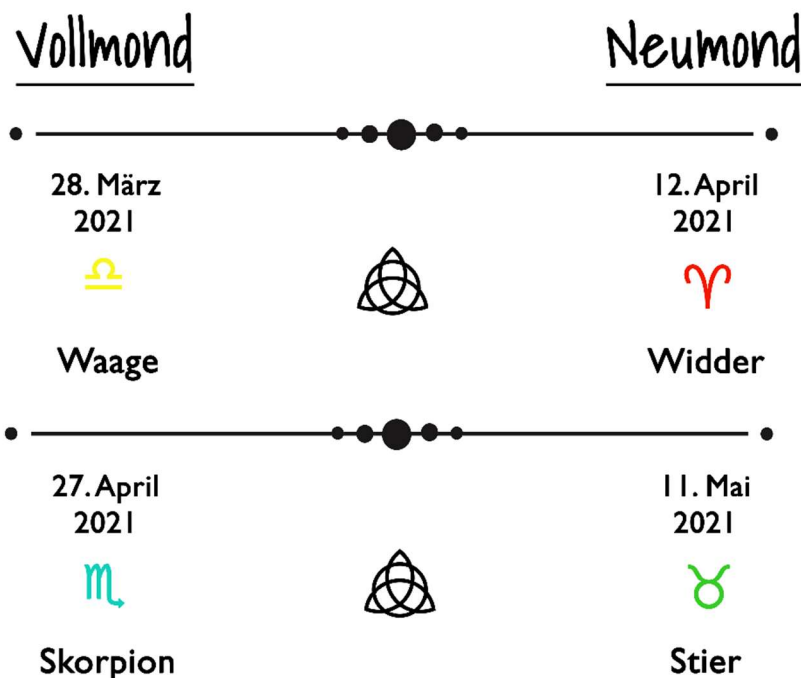 Vollmond
Neumond
28. März
2021
12. April
2021
Waage
Widder
27. April
2021
11. Mai
2021
Skorpion
Stier